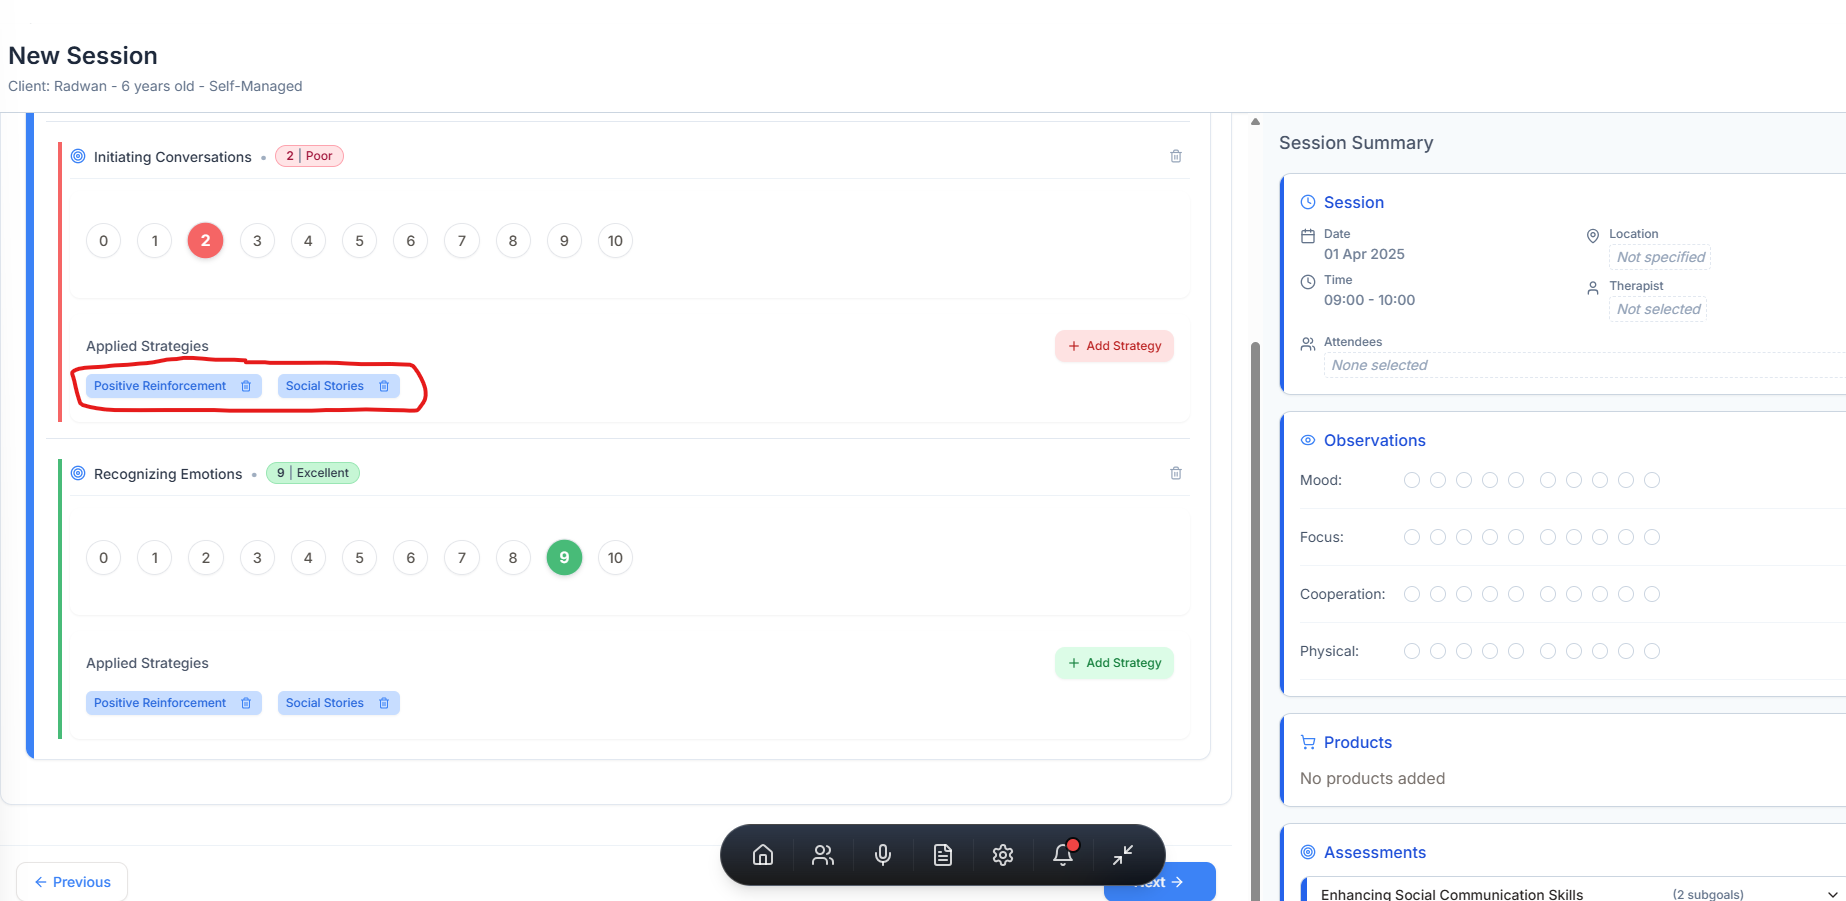 New Session
Client: Radwan - 6 years old - Self-Managed
Initiating Conversations • 2 | Poor
0 1 2 3 4 5 6 7 8 9 10
Applied Strategies
+ Add Strategy
Positive Reinforcement Social Stories
Recognizing Emotions • 9 | Excellent
0 1 2 3 4 5 6 7 8 9 10
Applied Strategies
+ Add Strategy
Positive Reinforcement Social Stories
← Previous
ext →
Session Summary
Session
Date
01 Apr 2025
Location
Not specified
Time
09:00 - 10:00
Therapist
Not selected
Attendees
None selected
Observations
Mood:
Focus:
Cooperation:
Physical:
Products
No products added
Assessments
Enhancing Social Communication Skills (2 subgoals)